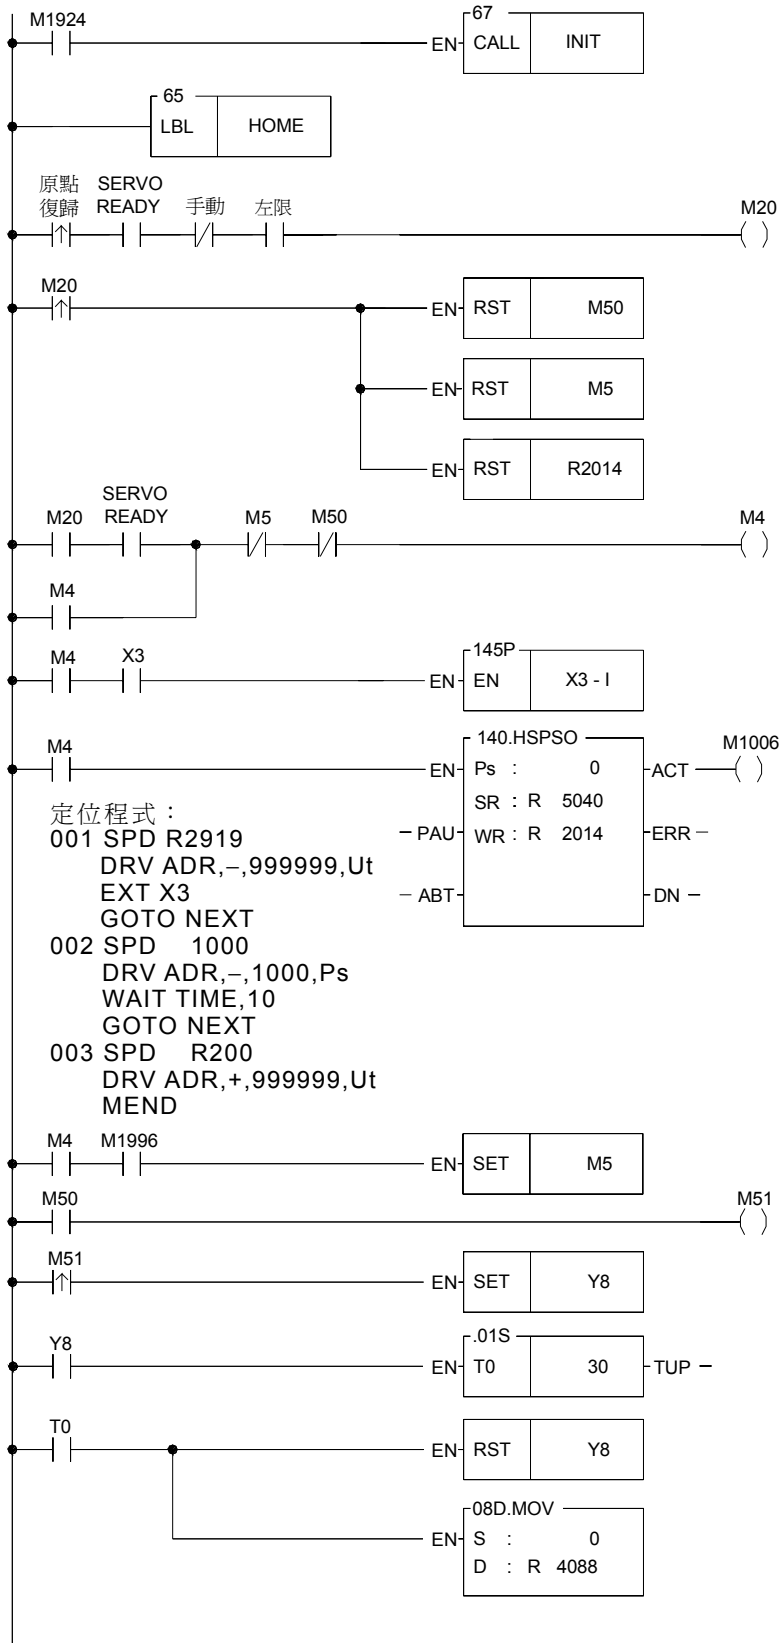 M1924
67
EN CALL INIT
65
LBL HOME
原點 SERVO
復歸 READY 手動 左限
M20
M20
EN RST M50
EN RST M5
EN RST R2014
SERVO
M20 READY M5 M50 M4
M4
M4 X3
145P
EN EN X3 - I
M4
140.HSPSO
M1006
EN Ps : 0 ACT
SR : R 5040
PAU WR : R 2014 ERR
ABT DN
定位程式：
001 SPD R2919
DRV ADR,–,999999,Ut
EXT X3
GOTO NEXT
002 SPD 1000
DRV ADR,–,1000,Ps
WAIT TIME,10
GOTO NEXT
003 SPD R200
DRV ADR,+,999999,Ut
MEND
M4 M1996
EN SET M5
M50 M51
M51
EN SET Y8
Y8
.01S
EN T0 30 TUP
T0
EN RST Y8
08D.MOV
EN S : 0
D : R 4088